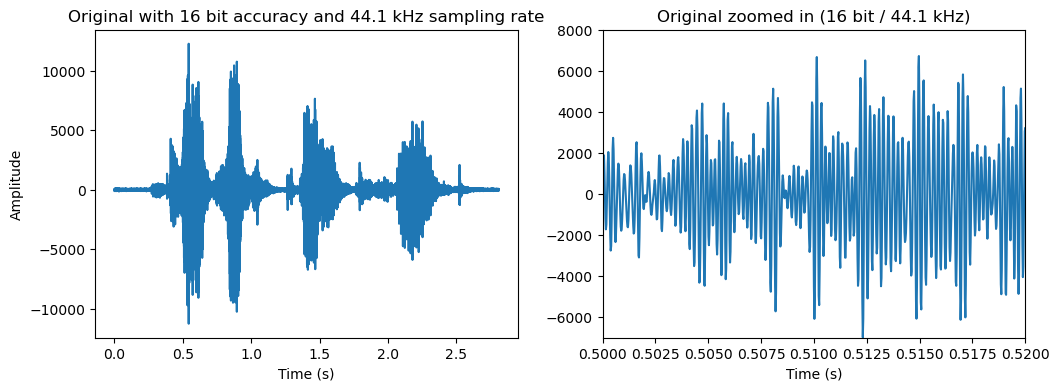 Original with 16 bit accuracy and 44.1 kHz sampling rate
Amplitude
10000
5000
0
−5000
−10000
0.0 0.5 1.0 1.5 2.0 2.5
Time (s)
Original zoomed in (16 bit / 44.1 kHz)
8000
6000
4000
2000
0
−2000
−4000
−6000
0.5000 0.5025 0.5050 0.5075 0.5100 0.5125 0.5150 0.5175 0.5200
Time (s)